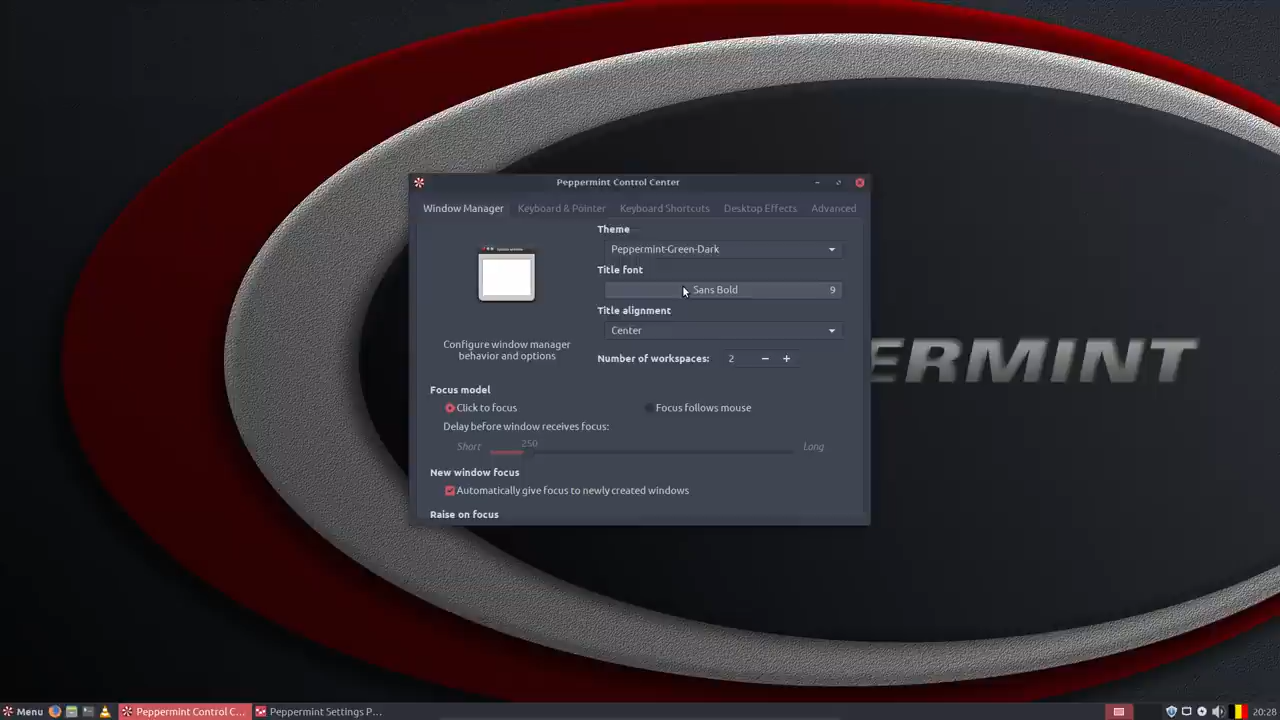 Peppermint Control Center
Window Manager Keyboard & Pointer Keyboard Shortcuts Desktop Effects Advanced
Theme
Peppermint-Green-Dark
Title font
Sans Bold 9
Title alignment
Center
Configure window manager
behavior and options
Number of workspaces: 2 − +
ERMINT
Focus model
Click to focus Focus follows mouse
Delay before window receives focus:
Short 250 Long
New window focus
Automatically give focus to newly created windows
Raise on focus
Menu Peppermint Control C... Peppermint Settings P... 20:28